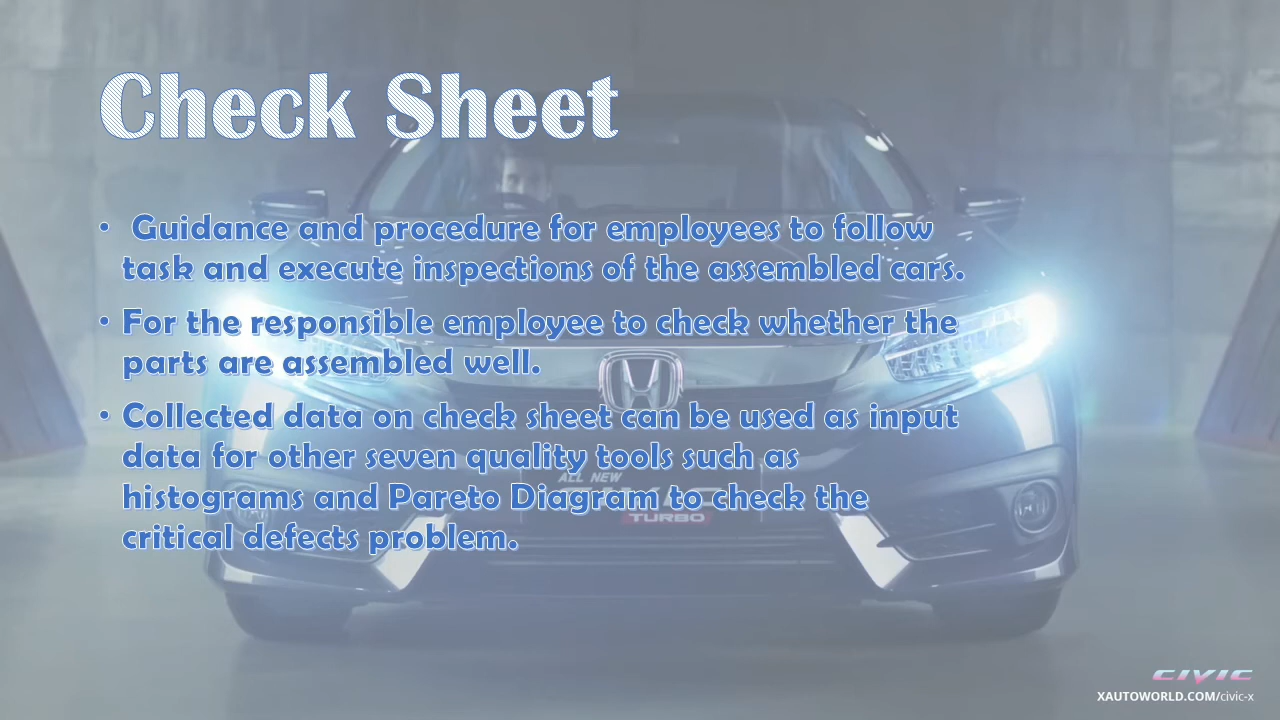 Check Sheet
• Guidance and procedure for employees to follow
task and execute inspections of the assembled cars.
• For the responsible employee to check whether the
parts are assembled well.
• Collected data on check sheet can be used as input
data for other seven quality tools such as
histograms and Pareto Diagram to check the
critical defects problem.
ALL NEW
TURBO
CIVIC
XAUTOWORLD.COM/civic-x